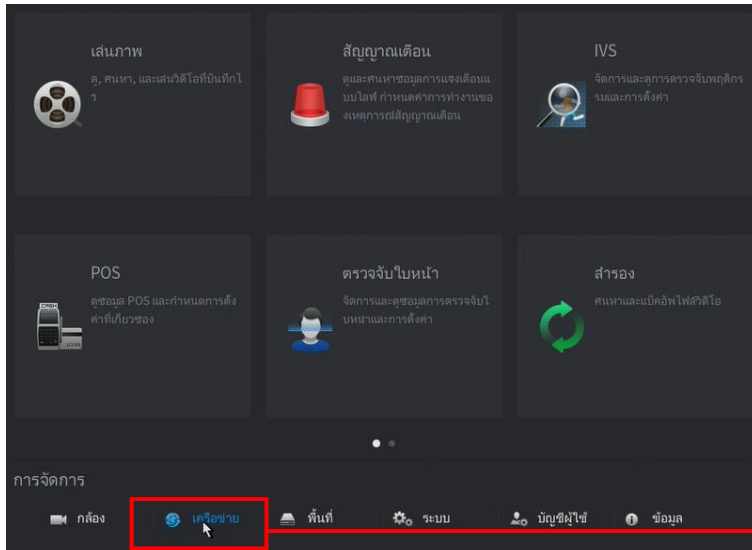 เล่นภาพ
ดู, ค้นหา, และเล่นวิดีโอที่บันทึกไ
ว้
สัญญาณเตือน
ดูและค้นหาข้อมูลการแจ้งเตือนแ
บบไลฟ์ กำหนดค่าการทำงานขอ
งเหตุการณ์สัญญาณเตือน
IVS
จัดการและดูการตรวจจับพฤติกร
รมและการตั้งค่า
POS
ดูข้อมูล POS และกำหนดการตั้ง
ค่าที่เกี่ยวข้อง
ตรวจจับใบหน้า
จัดการและดูข้อมูลการตรวจจับใ
บหน้าและการตั้งค่า
สำรอง
ค้นหาและแบ็คอัพไฟล์วิดีโอ
การจัดการ
กล้อง
เครือข่าย
พื้นที่
ระบบ
บัญชีผู้ใช้
ข้อมูล